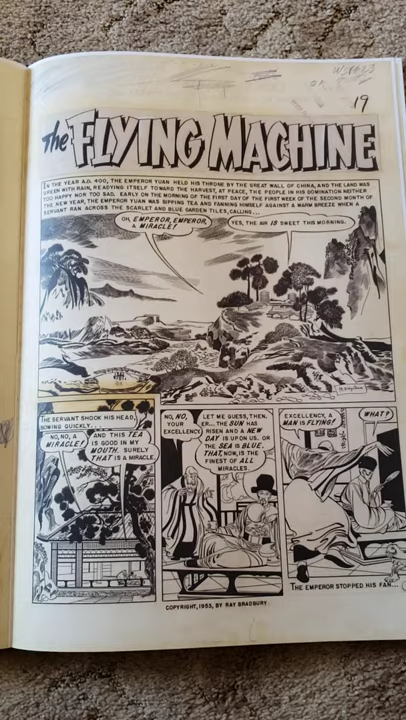 19
The FLYING MACHINE
IN THE YEAR A.D. 400, THE EMPEROR YUAN HELD HIS THRONE BY THE GREAT WALL OF CHINA, AND THE LAND WAS
GREEN WITH RAIN, READYING ITSELF TOWARD THE HARVEST, AT PEACE, THE PEOPLE IN HIS DOMINATION NEITHER
TOO HAPPY NOR TOO SAD. EARLY ON THE MORNING OF THE FIRST DAY OF THE FIRST WEEK OF THE SECOND MONTH OF
THE NEW YEAR, THE EMPEROR YUAN WAS SIPPING TEA AND FANNING HIMSELF AGAINST A WARM BREEZE WHEN A
SERVANT RAN ACROSS THE SCARLET AND BLUE GARDEN TILES, CALLING...
OH, EMPEROR, EMPEROR,
A MIRACLE!
YES, THE AIR IS SWEET THIS MORNING.
THE SERVANT SHOOK HIS HEAD,
BOWING QUICKLY...
NO, NO, A
MIRACLE!
AND THIS TEA
IS GOOD IN MY
MOUTH. SURELY
THAT IS A MIRACLE.
NO, NO,
YOUR
EXCELLENCY.
LET ME GUESS, THEN.
ER... THE SUN HAS
RISEN AND A NEW
DAY IS UPON US. OR
THE SEA IS BLUE.
THAT, NOW, IS THE
FINEST OF ALL
MIRACLES.
EXCELLENCY, A
MAN IS FLYING!
WHAT?
THE EMPEROR STOPPED HIS FAN...
COPYRIGHT, 1953, BY RAY BRADBURY